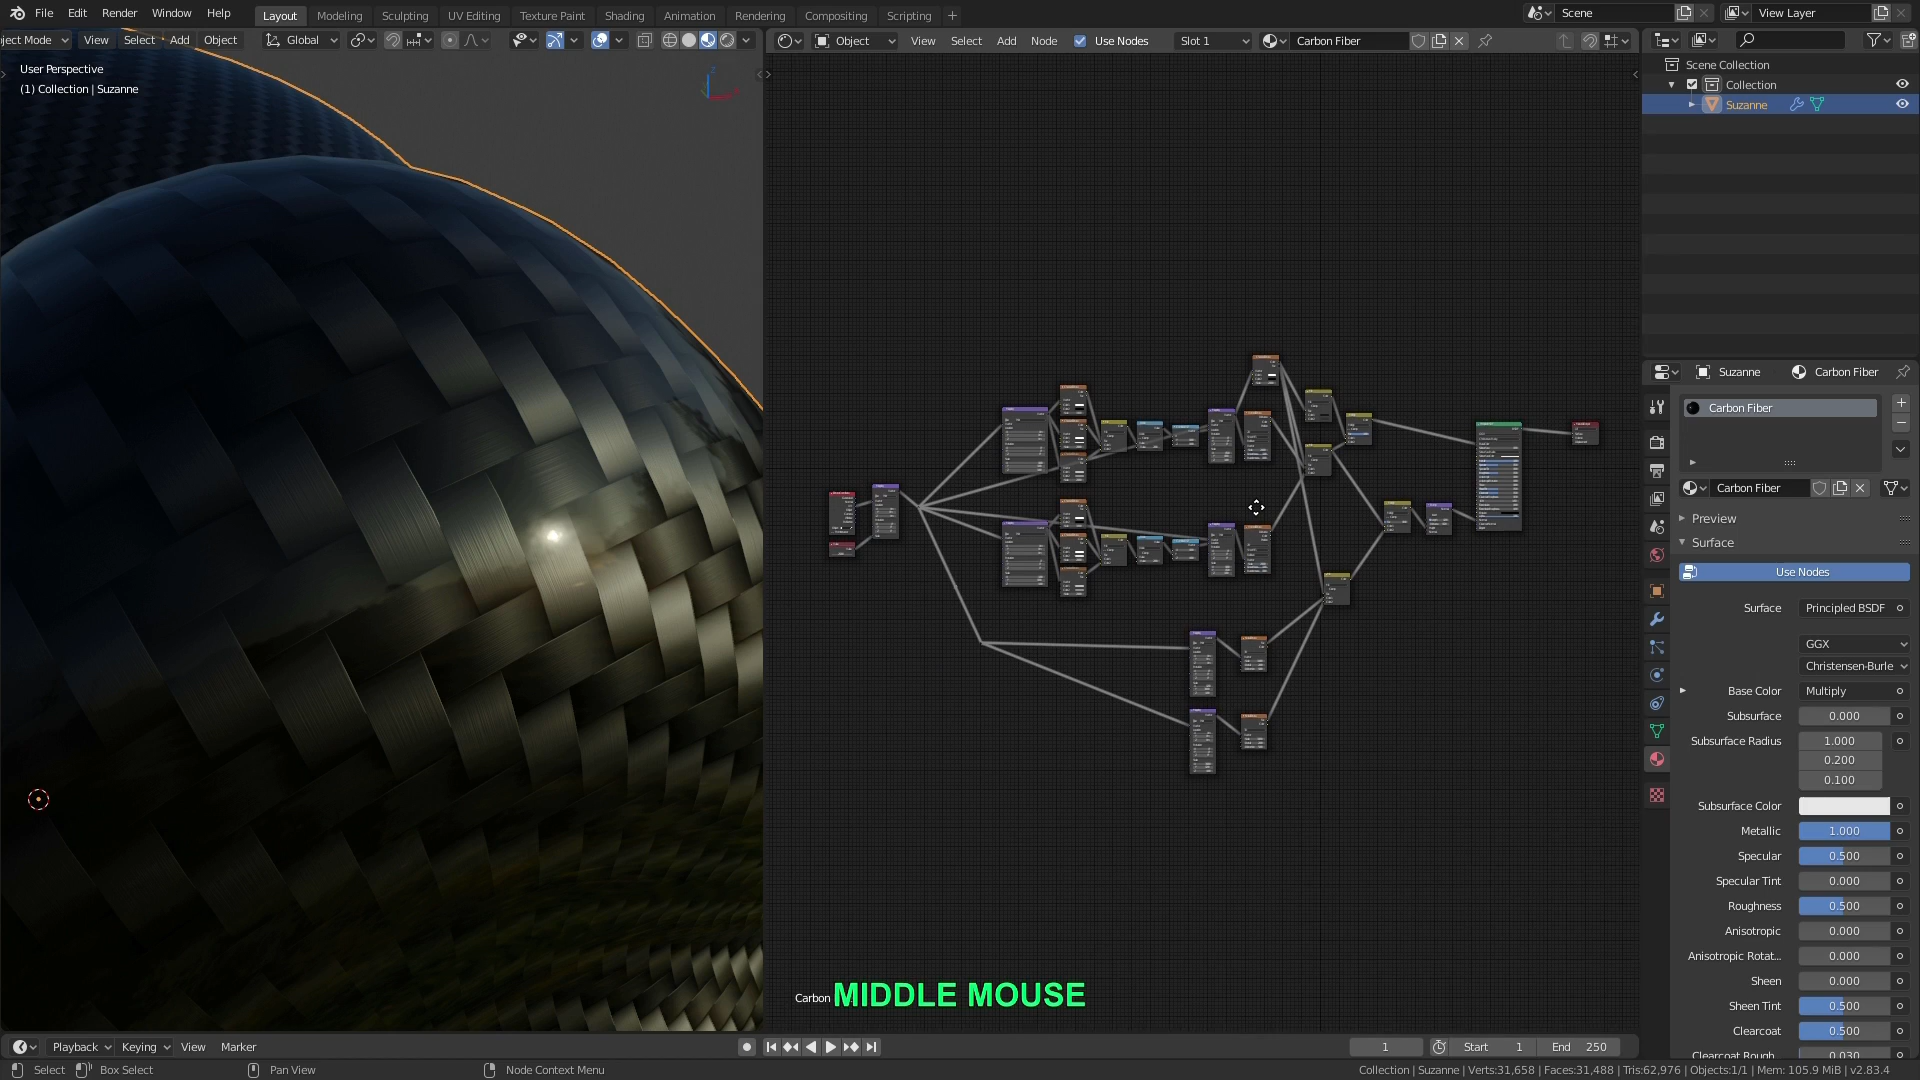 File Edit Render Window Help Layout Modeling Sculpting UV Editing Texture Paint Shading Animation Rendering Compositing Scripting + Scene View Layer
ject Mode View Select Add Object Global
Object View Select Add Node Use Nodes Slot 1 Carbon Fiber
User Perspective
(1) Collection | Suzanne
Z
Scene Collection
Collection
Suzanne
Suzanne Carbon Fiber
Carbon Fiber
Carbon Fiber
Preview
Surface
Use Nodes
Surface Principled BSDF
GGX
Christensen-Burle
Base Color Multiply
Subsurface 0.000
Subsurface Radius 1.000
0.200
0.100
Subsurface Color
Metallic 1.000
Specular 0.500
Specular Tint 0.000
Roughness 0.500
Anisotropic 0.000
Anisotropic Rotat... 0.000
Sheen 0.000
Sheen Tint 0.500
Clearcoat 0.500
Clearcoat Rough... 0.030
Carbon MIDDLE MOUSE
Playback Keying View Marker 1 Start 1 End 250
Select Box Select Pan View Node Context Menu Collection | Suzanne | Verts:31,658 | Faces:31,488 | Tris:62,976 | Objects:1/1 | Mem: 105.9 MiB | v2.83.4